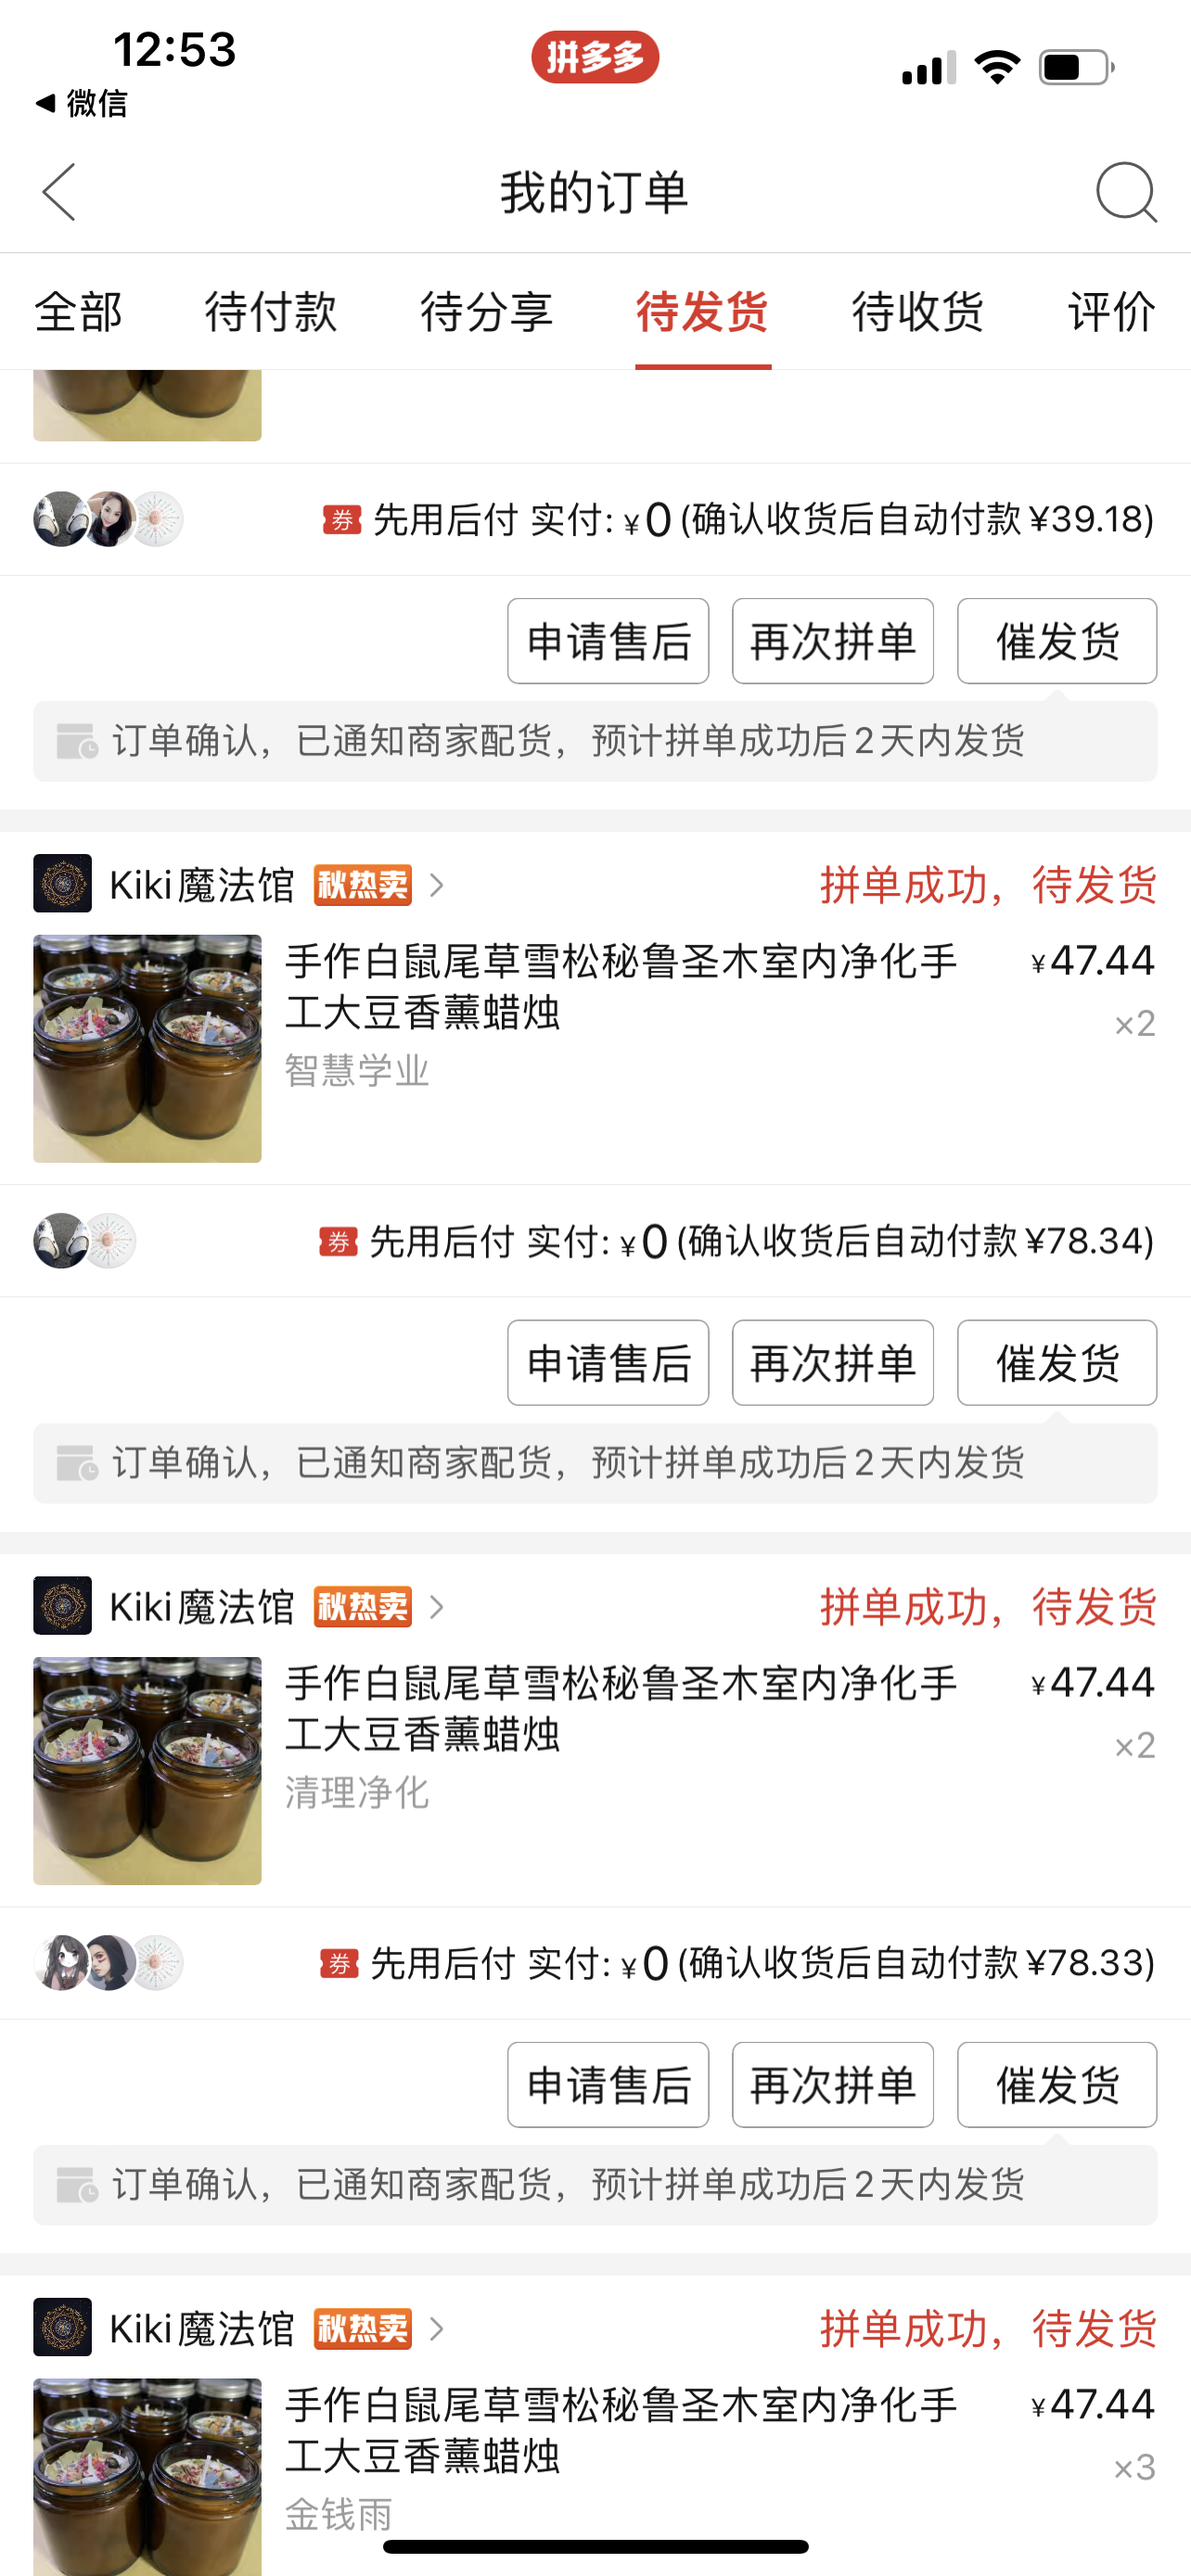 12:53
拼多多
◀ 微信
我的订单
全部 待付款 待分享 待发货 待收货 评价
券 先用后付 实付: ¥0 (确认收货后自动付款 ¥39.18)
申请售后 再次拼单 催发货
订单确认，已通知商家配货，预计拼单成功后2天内发货
Kiki魔法馆 秋热卖 > 拼单成功，待发货
手作白鼠尾草雪松秘鲁圣木室内净化手 ¥47.44
工大豆香薰蜡烛 ×2
智慧学业
券 先用后付 实付: ¥0 (确认收货后自动付款 ¥78.34)
申请售后 再次拼单 催发货
订单确认，已通知商家配货，预计拼单成功后2天内发货
Kiki魔法馆 秋热卖 > 拼单成功，待发货
手作白鼠尾草雪松秘鲁圣木室内净化手 ¥47.44
工大豆香薰蜡烛 ×2
清理净化
券 先用后付 实付: ¥0 (确认收货后自动付款 ¥78.33)
申请售后 再次拼单 催发货
订单确认，已通知商家配货，预计拼单成功后2天内发货
Kiki魔法馆 秋热卖 > 拼单成功，待发货
手作白鼠尾草雪松秘鲁圣木室内净化手 ¥47.44
工大豆香薰蜡烛 ×3
金钱雨